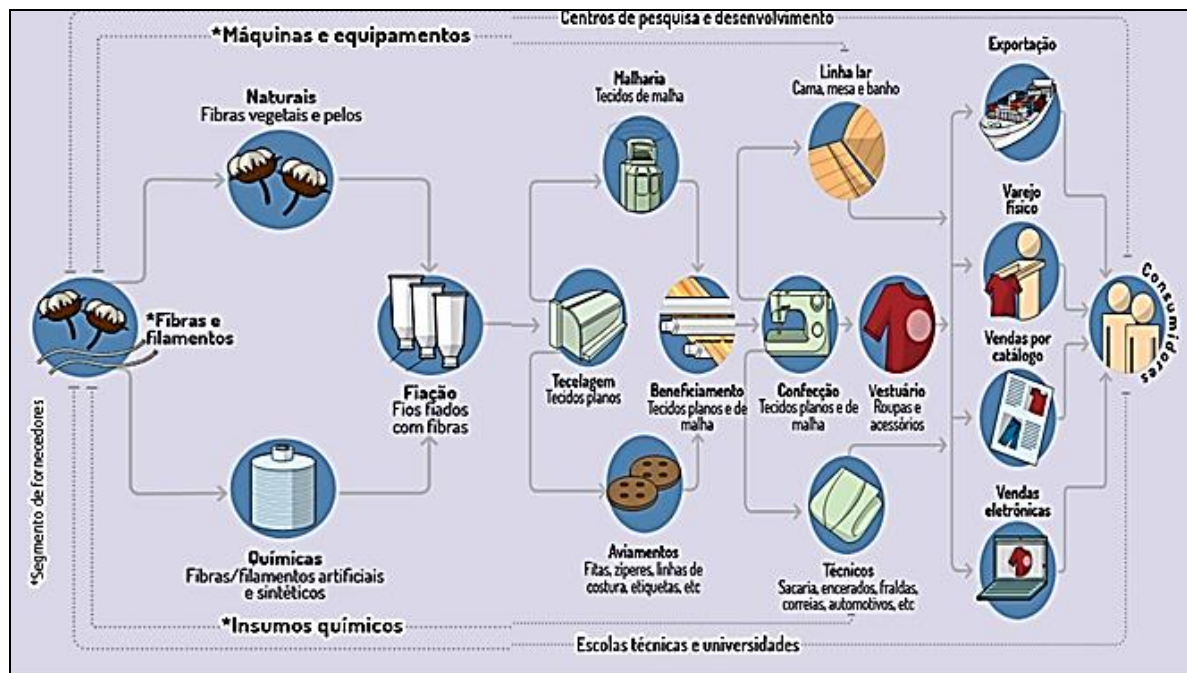 Centros de pesquisa e desenvolvimento
*Máquinas e equipamentos
Naturais
Fibras vegetais e pelos
Malharia
Tecidos de malha
Linha lar
Cama, mesa e banho
Exportação
Varejo
Físico
*Fibras e
filamentos
Fiação
Fios fiados
com fibras
Tecelagem
Tecidos planos
Beneficiamento
Tecidos planos e de
malha
Confecção
Tecidos planos e de
malha
Vestuário
Roupas e
acessórios
Vendas por
catálogo
Consumidores
*Segmento de fornecedores
Químicas
Fibras/filamentos artificiais
e sintéticos
Aviamentos
Fitas, zíperes, linhas de
costura, etiquetas, etc
Técnicos
Sacaria, encerados, fraldas,
correias, automotivos, etc
Vendas
eletrônicas
*Insumos químicos
Escolas técnicas e universidades